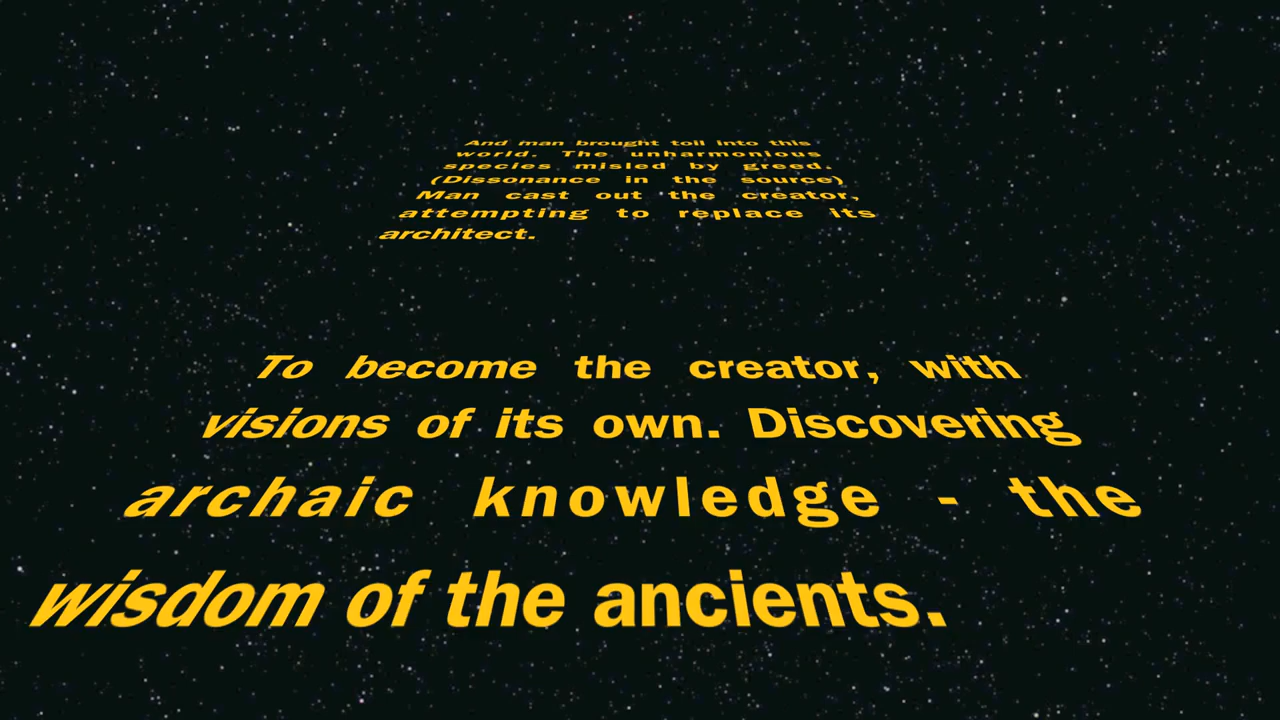 And man brought toil into this
world. The unharmonious
species misled by greed.
(Dissonance in the source)
Man cast out the creator,
attempting to replace its
architect.
To become the creator, with
visions of its own. Discovering
archaic knowledge - the
wisdom of the ancients.